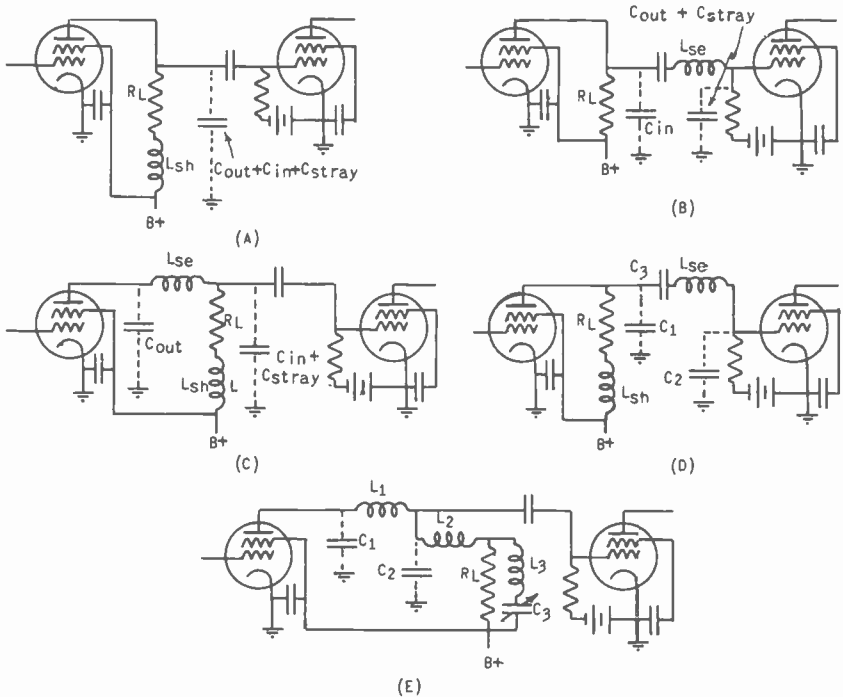 Cout + Cstray
Lse
RL
RL
Cin
Lsh
Cout+Cin+Cstray
B+
B+
(A)
(B)
Lse
C3
Lse
RL
RL
C1
Cout
Cin+
Cstray
Lsh
L
C2
Lsh
B+
B+
(C)
(D)
L1
L2
C1
C2
RL
L3
C3
B+
(E)